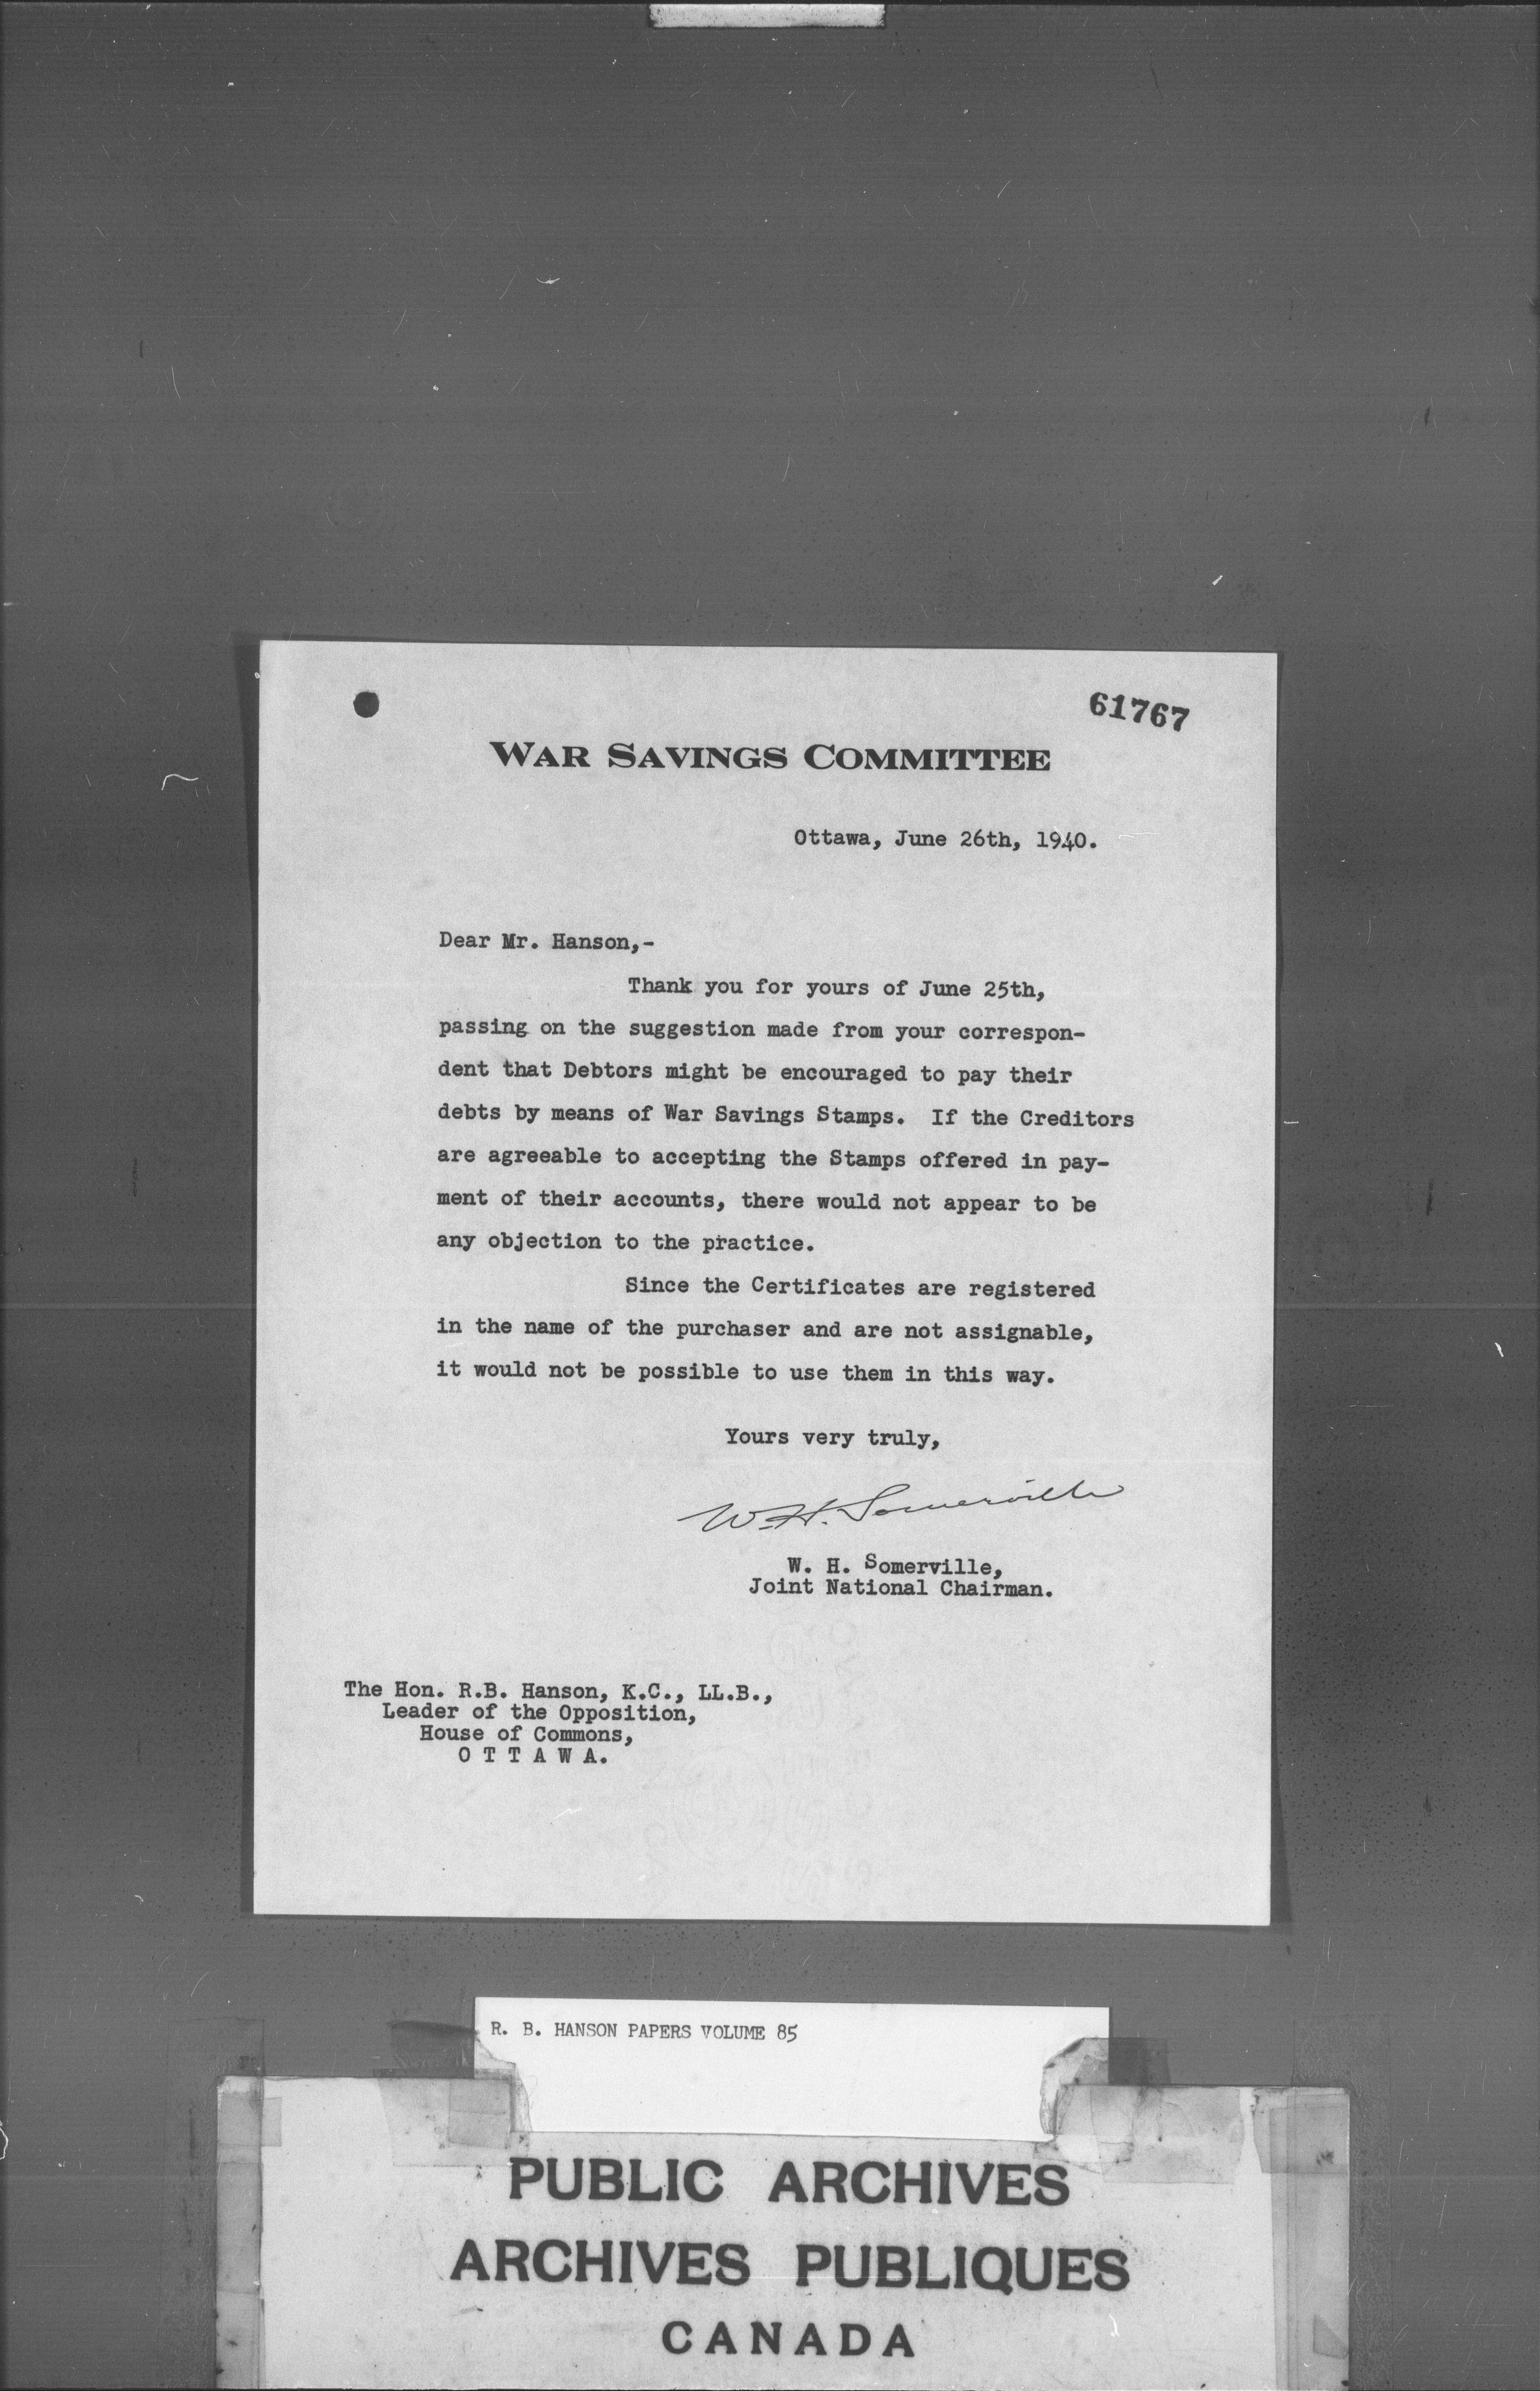 61767
WAR SAVINGS COMMITTEE
Ottawa, June 26th, 1940.
Dear Mr. Hanson,-
Thank you for yours of June 25th,
passing on the suggestion made from your correspon-
dent that Debtors might be encouraged to pay their
debts by means of War Savings Stamps. If the Creditors
are agreeable to accepting the Stamps offered in pay-
ment of their accounts, there would not appear to be
any objection to the practice.
Since the Certificates are registered
in the name of the purchaser and are not assignable,
it would not be possible to use them in this way.
Yours very truly,
W.H. Somerville
W. H. Somerville,
Joint National Chairman.
The Hon. R.B. Hanson, K.C., LL.B.,
Leader of the Opposition,
House of Commons,
O T T A W A.
R. B. HANSON PAPERS VOLUME 85
PUBLIC ARCHIVES
ARCHIVES PUBLIQUES
CANADA